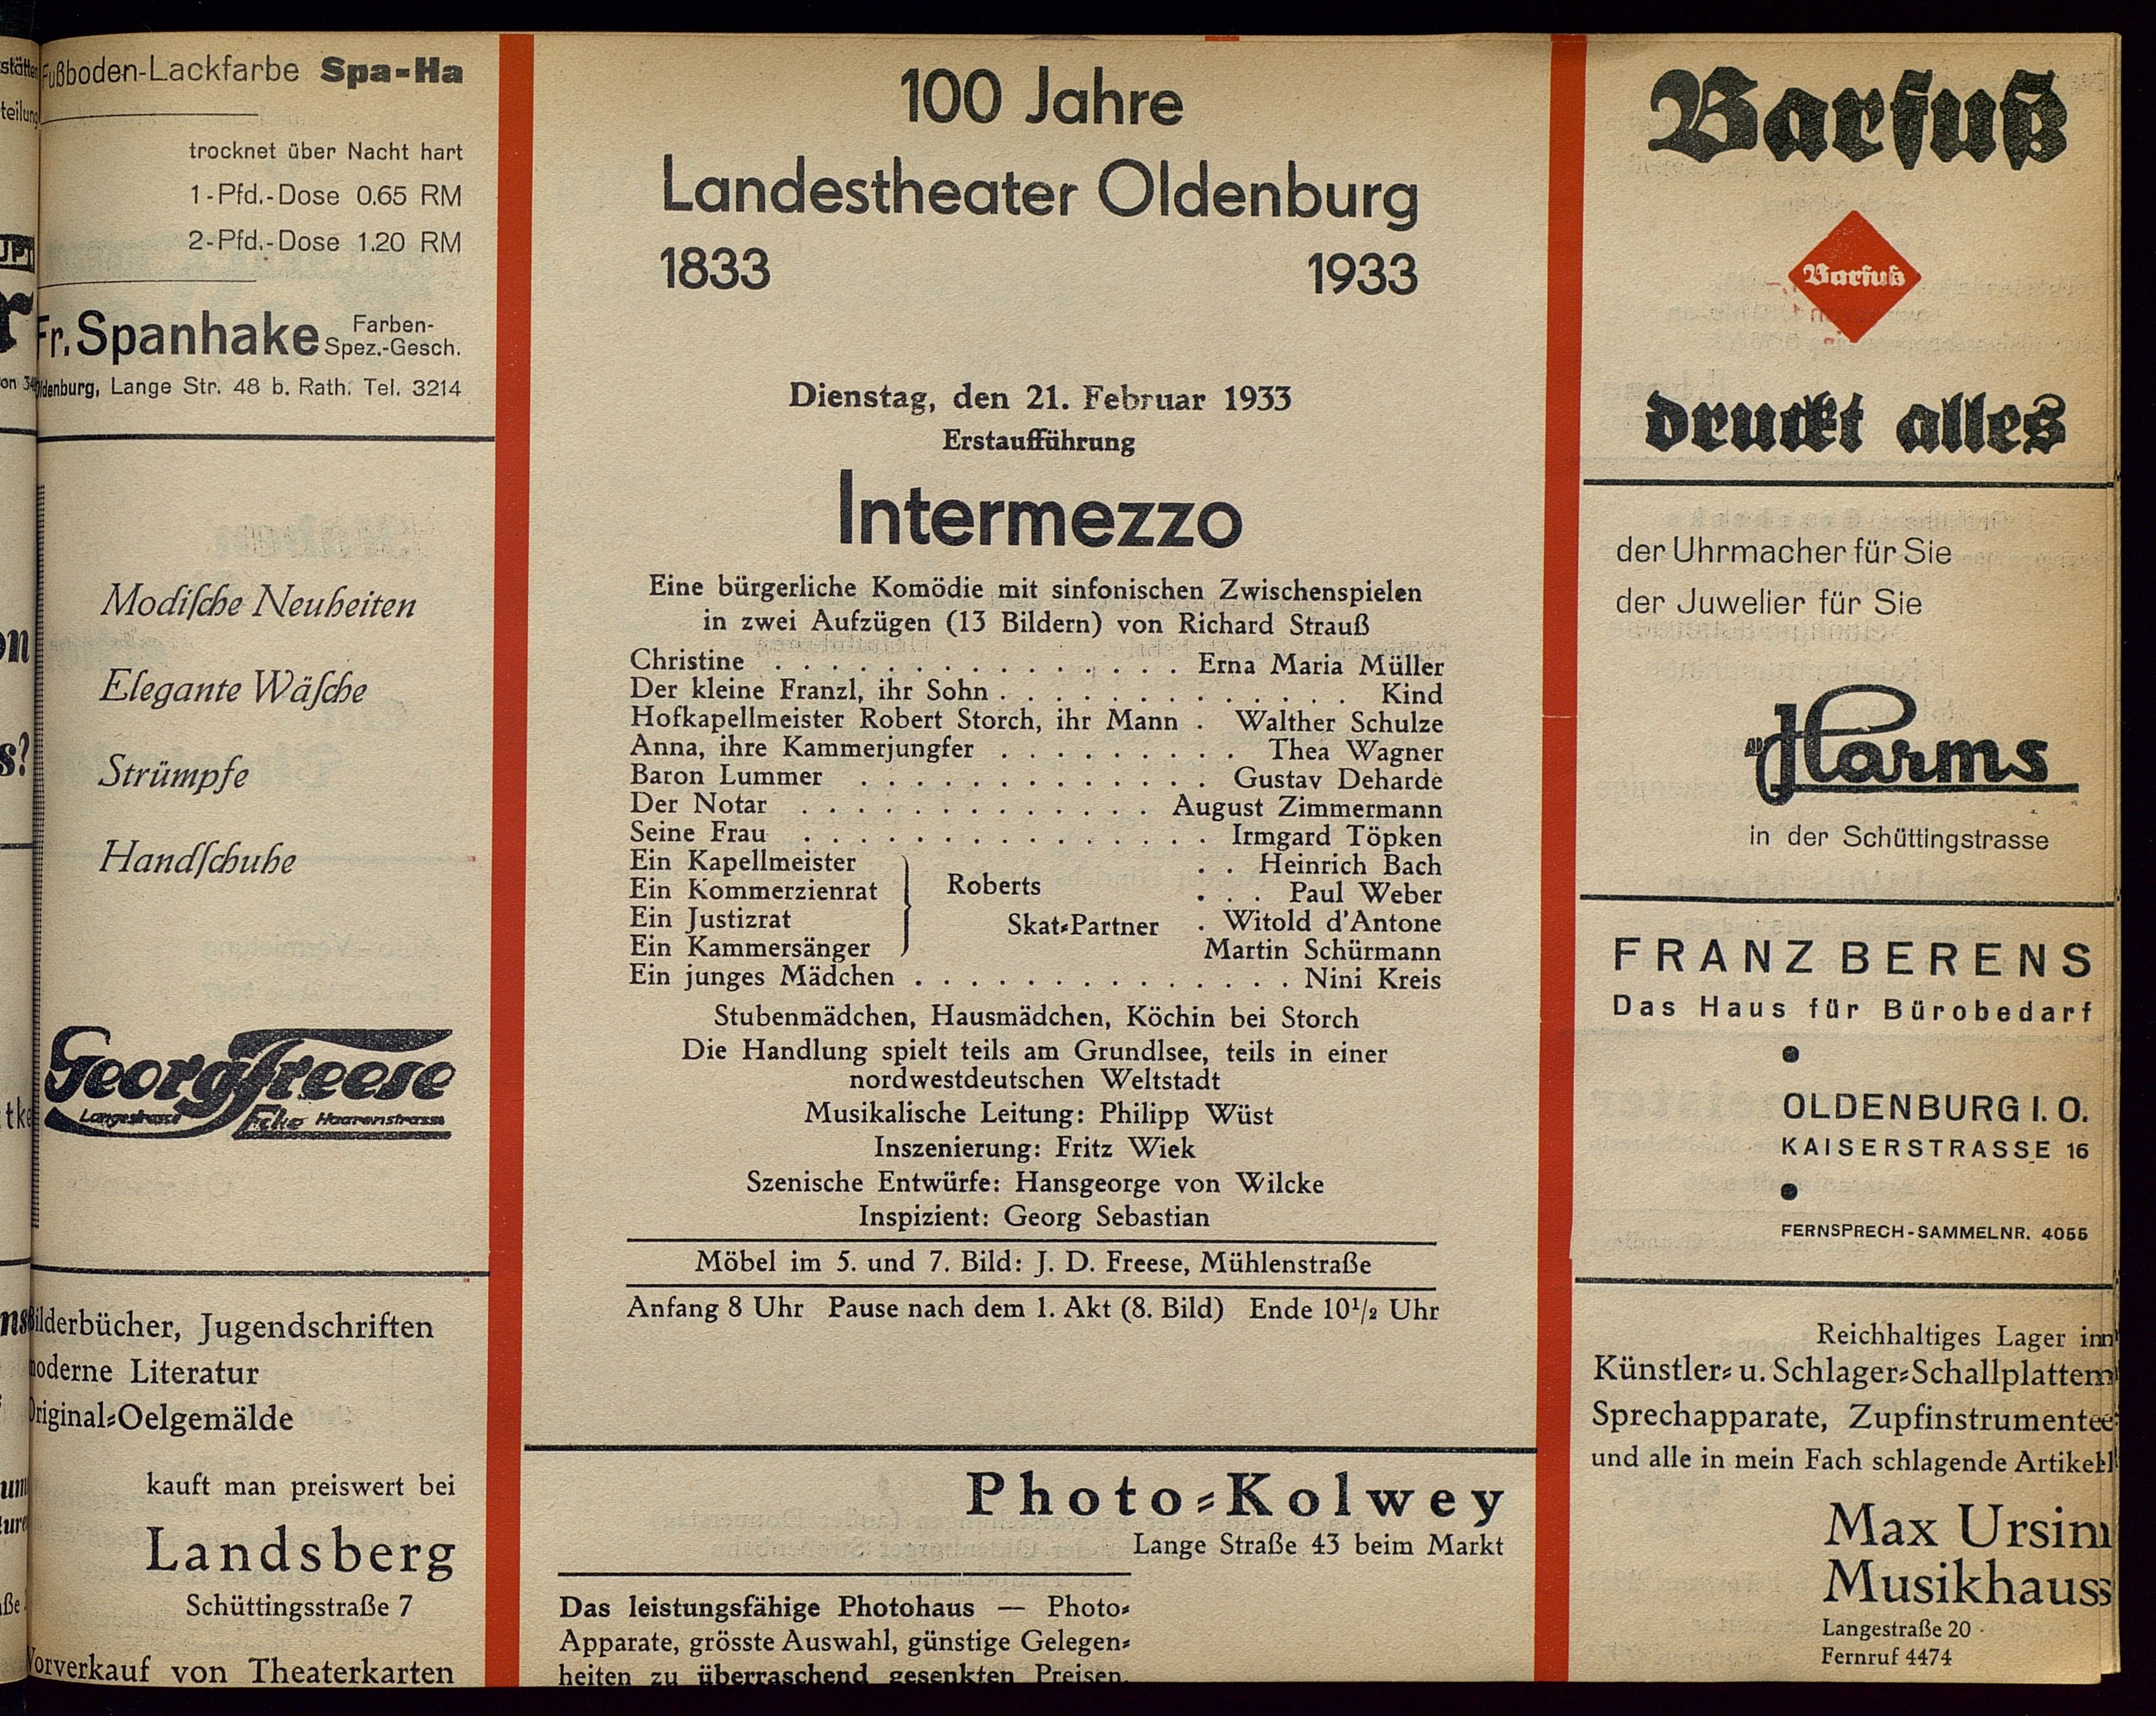 Fußboden-Lackfarbe Spa-Ha
trocknet über Nacht hart
1-Pfd.-Dose 0.65 RM
2-Pfd.-Dose 1.20 RM
Fr. Spanhake Farben-
Spez.-Gesch.
Oldenburg, Lange Str. 48 b. Rath. Tel. 3214
Modische Neuheiten
Elegante Wäsche
Strümpfe
Handschuhe
Georg Freese
Langestrasse Ecke Haarenstrasse
Bilderbücher, Jugendschriften
moderne Literatur
Original-Oelgemälde
kauft man preiswert bei
Landsberg
Schüttingsstraße 7
Vorverkauf von Theaterkarten
100 Jahre
Landestheater Oldenburg
1833 1933
Dienstag, den 21. Februar 1933
Erstaufführung
Intermezzo
Eine bürgerliche Komödie mit sinfonischen Zwischenspielen
in zwei Aufzügen (13 Bildern) von Richard Strauß
Christine . . . . . . . . . . . . . . . Erna Maria Müller
Der kleine Franzl, ihr Sohn . . . . . . . . . . . . . Kind
Hofkapellmeister Robert Storch, ihr Mann . Walther Schulze
Anna, ihre Kammerjungfer . . . . . . . . . Thea Wagner
Baron Lummer . . . . . . . . . . . . . Gustav Deharde
Der Notar . . . . . . . . . . . . . August Zimmermann
Seine Frau . . . . . . . . . . . . . . . Irmgard Töpken
Ein Kapellmeister . . Heinrich Bach
Ein Kommerzienrat Roberts . . . Paul Weber
Ein Justizrat Skat-Partner . Witold d'Antone
Ein Kammersänger Martin Schürmann
Ein junges Mädchen . . . . . . . . . . . . . . Nini Kreis
Stubenmädchen, Hausmädchen, Köchin bei Storch
Die Handlung spielt teils am Grundlsee, teils in einer
nordwestdeutschen Weltstadt
Musikalische Leitung: Philipp Wüst
Inszenierung: Fritz Wiek
Szenische Entwürfe: Hansgeorge von Wilcke
Inspizient: Georg Sebastian
Möbel im 5. und 7. Bild: J. D. Freese, Mühlenstraße
Anfang 8 Uhr Pause nach dem 1. Akt (8. Bild) Ende 10½ Uhr
Photo-Kolwey
Lange Straße 43 beim Markt
Das leistungsfähige Photohaus — Photo-
Apparate, grösste Auswahl, günstige Gelegen-
heiten zu überraschend gesenkten Preisen.
Barfuß
Barfuß
druckt alles
der Uhrmacher für Sie
der Juwelier für Sie
Harms
in der Schüttingstrasse
FRANZ BERENS
Das Haus für Bürobedarf
OLDENBURG I. O.
KAISERSTRASSE 16
FERNSPRECH-SAMMELNR. 4055
Reichhaltiges Lager in
Künstler- u. Schlager-Schallplatten
Sprechapparate, Zupfinstrumente
und alle in mein Fach schlagende Artikel
Max Ursin
Musikhaus
Langestraße 20
Fernruf 4474